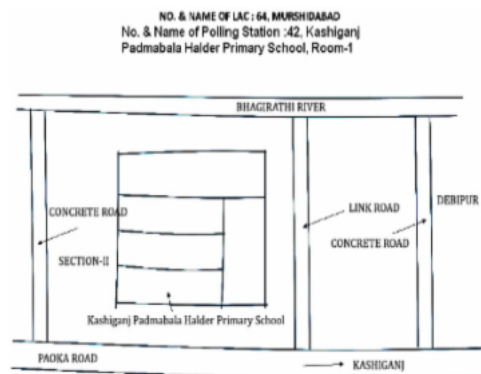 NO. & NAME OF LAC : 64, MURSHIDABAD
No. & Name of Polling Station :42, Kashiganj
Padmabala Halder Primary School, Room-1
BHAGIRATHI RIVER
CONCRETE ROAD
LINK ROAD
DEBIPUR
CONCRETE ROAD
SECTION-II
Kashiganj Padmabala Halder Primary School
PAOKA ROAD
KASHIGANJ